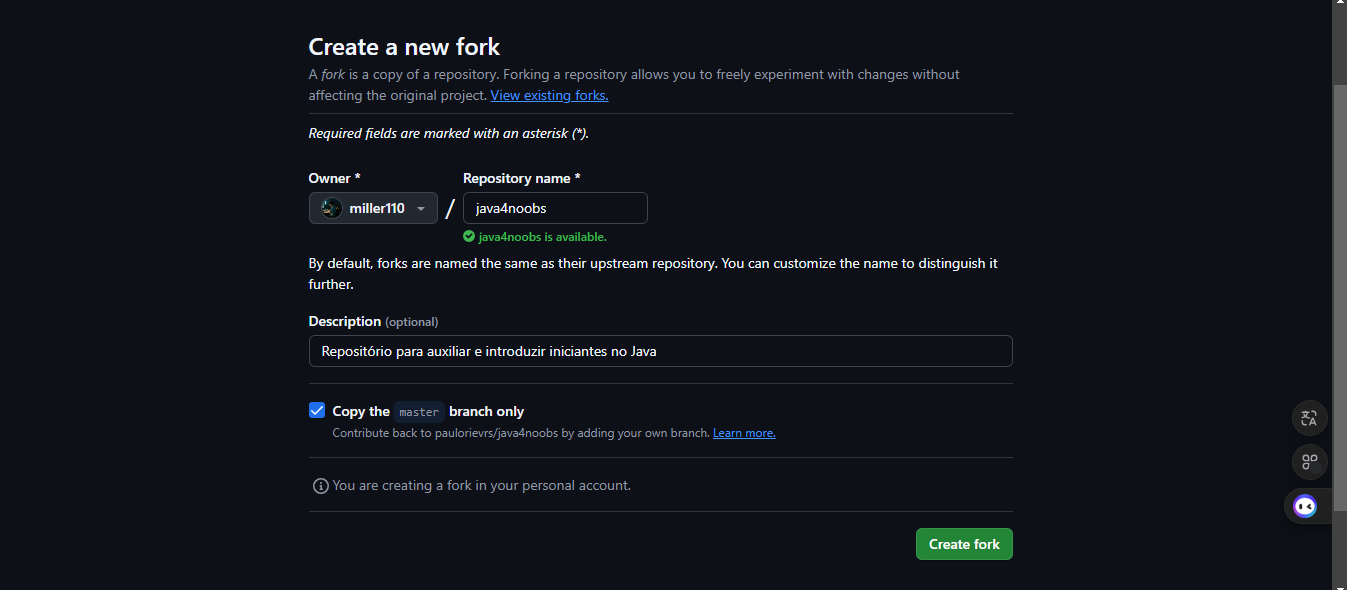 Create a new fork
A fork is a copy of a repository. Forking a repository allows you to freely experiment with changes without
affecting the original project. View existing forks.
Required fields are marked with an asterisk (*).
Owner *
Repository name *
miller110
/
java4noobs
java4noobs is available.
By default, forks are named the same as their upstream repository. You can customize the name to distinguish it
further.
Description (optional)
Repositório para auxiliar e introduzir iniciantes no Java
Copy the master branch only
Contribute back to paulorievrs/java4noobs by adding your own branch. Learn more.
You are creating a fork in your personal account.
Create fork